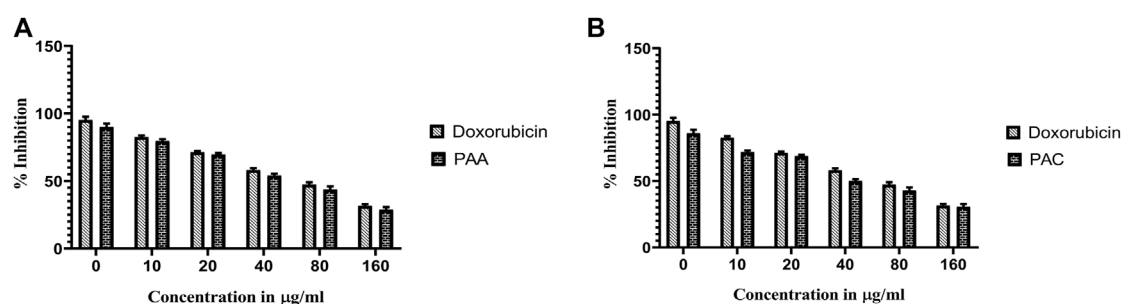 A
150
100
50
0
% Inhibition
0 10 20 40 80 160
Concentration in μg/ml
Doxorubicin
PAA
B
150
100
50
0
% Inhibition
0 10 20 40 80 160
Concentration in μg/ml
Doxorubicin
PAC